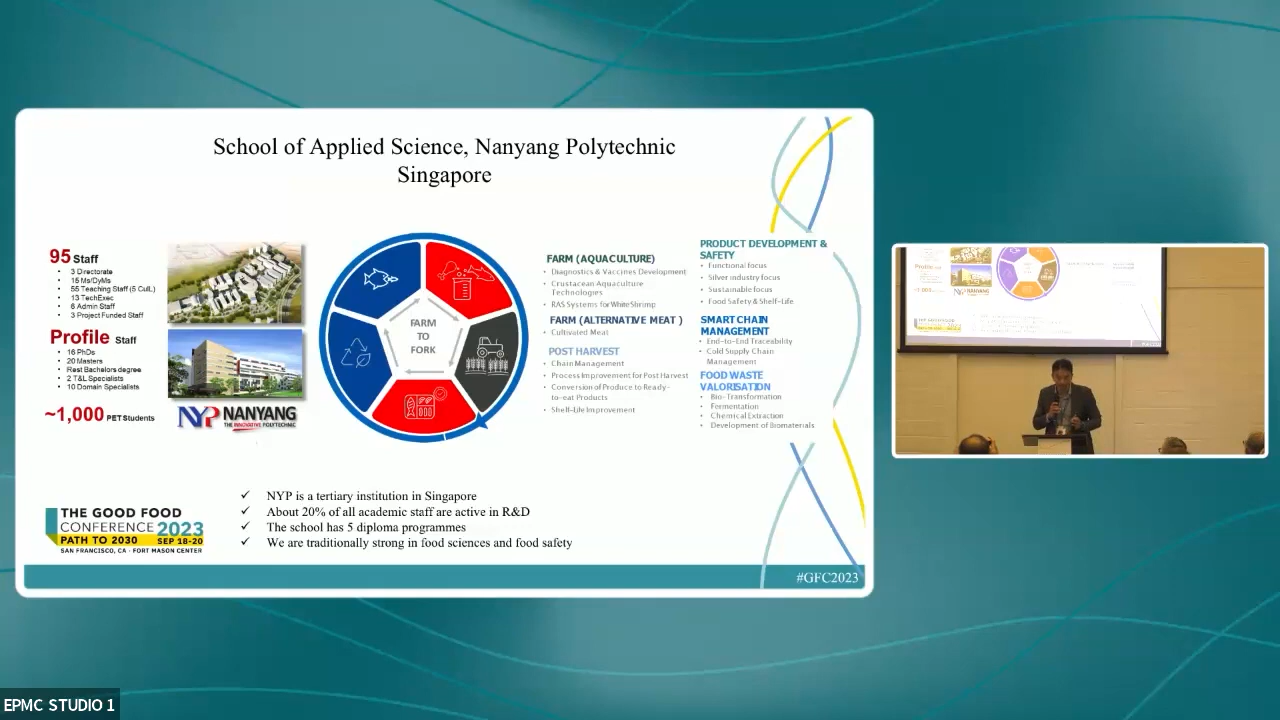 School of Applied Science, Nanyang Polytechnic
Singapore
95 Staff
3 Directorate
15 Ms/DyMs
55 Teaching Staff (5 CulL)
13 TechExec
6 Admin Staff
3 Project Funded Staff
Profile Staff
16 PhDs
20 Masters
Rest Bachelors degree
2 T&L Specialists
10 Domain Specialists
~1,000 PET Students
NYP NANYANG
THE INNOVATIVE POLYTECHNIC
FARM
TO
FORK
FARM (AQUACULTURE)
Diagnostics & Vaccines Development
Crustacean Aquaculture
Technologies
RAS Systems for White Shrimp
FARM (ALTERNATIVE MEAT )
Cultivated Meat
POST HARVEST
Chain Management
Process Improvement for Post Harvest
Conversion of Produce to Ready-
to-eat Products
Shelf-Life Improvement
PRODUCT DEVELOPMENT &
SAFETY
Functional focus
Silver industry focus
Sustainable focus
Food Safety & Shelf-Life
SMART CHAIN
MANAGEMENT
End-to-End Traceability
Cold Supply Chain
Management
FOOD WASTE
VALORISATION
Bio-Transformation
Fermentation
Chemical Extraction
Development of Biomaterials
✓ NYP is a tertiary institution in Singapore
✓ About 20% of all academic staff are active in R&D
✓ The school has 5 diploma programmes
✓ We are traditionally strong in food sciences and food safety
THE GOOD FOOD
CONFERENCE 2023
PATH TO 2030 SEP 18-20
SAN FRANCISCO, CA · FORT MASON CENTER
#GFC2023
NANYANG
EPMC STUDIO 1